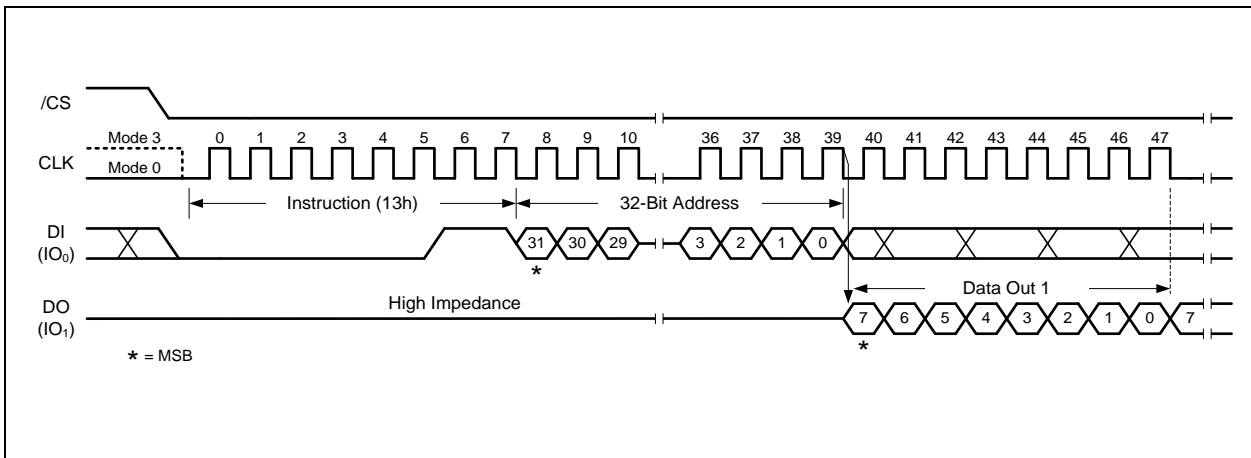 /CS
Mode 3
0 1 2 3 4 5 6 7 8 9 10 36 37 38 39 40 41 42 43 44 45 46 47
CLK
Mode 0
Instruction (13h) 32-Bit Address
DI
(IO₀)
31 30 29 3 2 1 0
*
Data Out 1
High Impedance
DO
(IO₁)
7 6 5 4 3 2 1 0 7
*
* = MSB